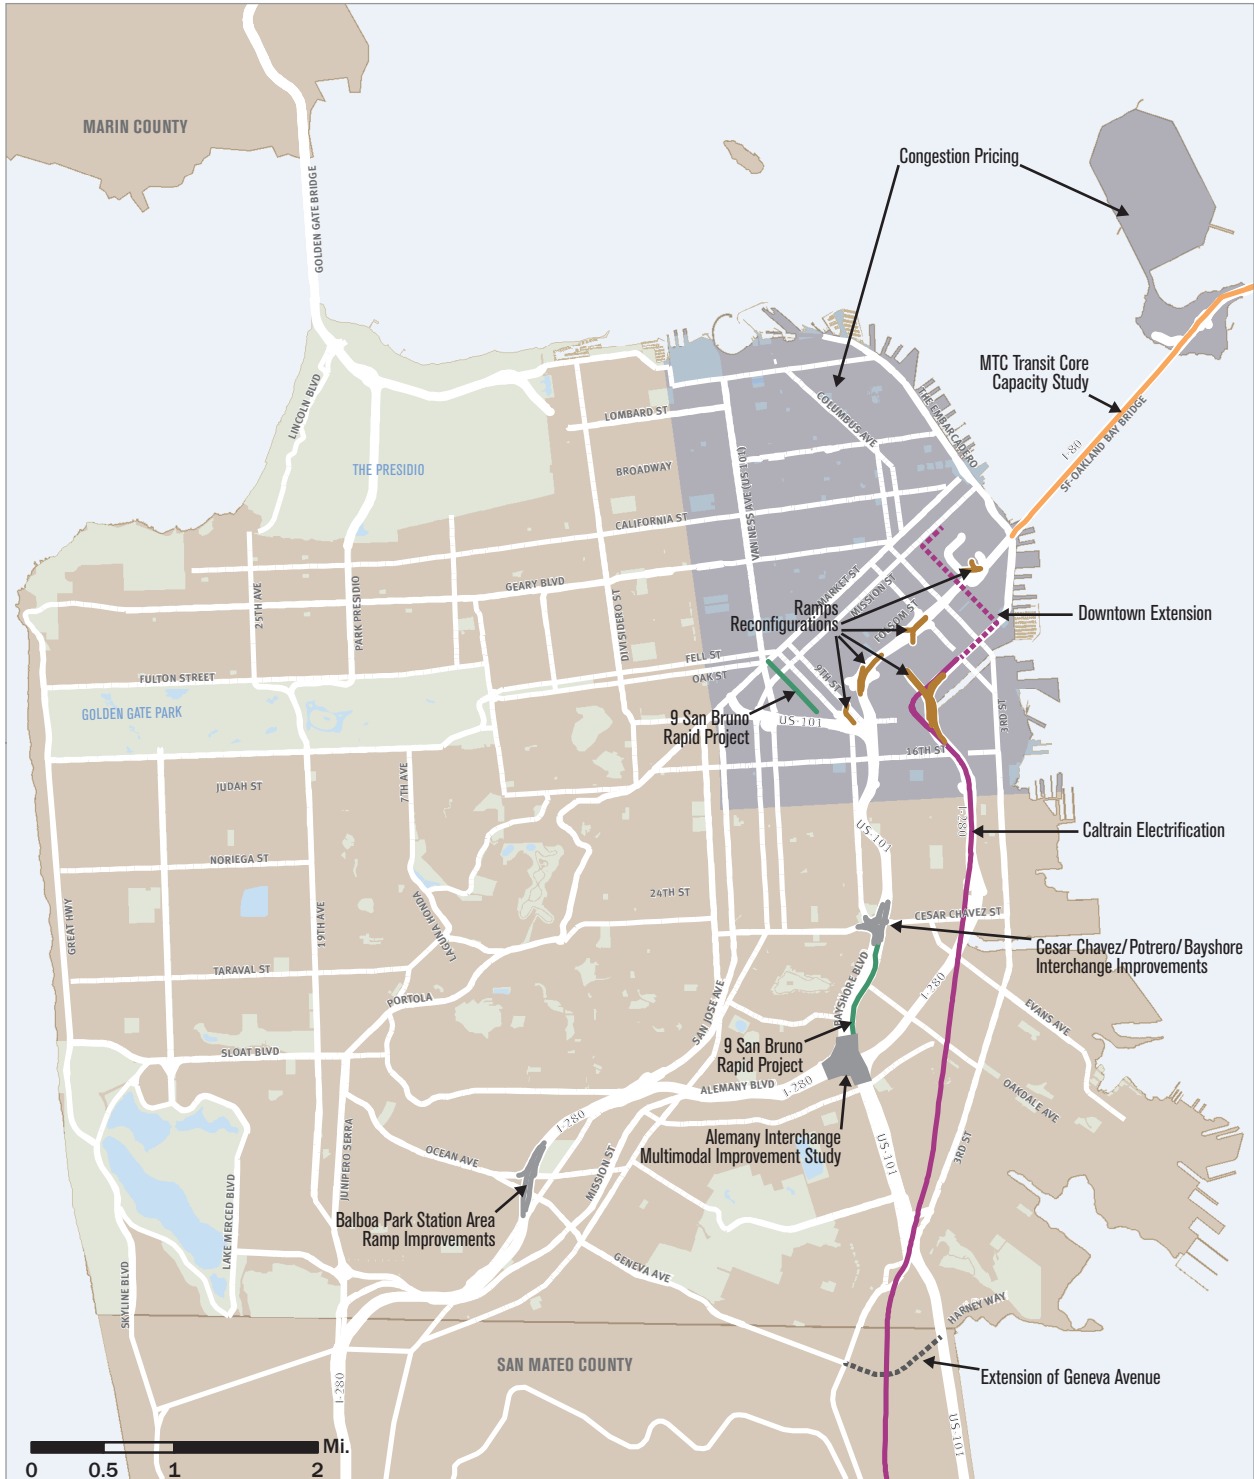 MARIN COUNTY
GOLDEN GATE BRIDGE
Congestion Pricing
MTC Transit Core
Capacity Study
I-80
SF-OAKLAND BAY BRIDGE
LINCOLN BLVD
THE PRESIDIO
LOMBARD ST
COLUMBUS AVE
THE EMBARCADERO
BROADWAY
VAN NESS AVE (US 101)
CALIFORNIA ST
25TH AVE
PARK PRESIDIO
GEARY BLVD
DIVISIDERO ST
MARKET ST
MISSION ST
FOLSOM ST
Ramps
Reconfigurations
Downtown Extension
FELL ST
OAK ST
9TH ST
FULTON STREET
GOLDEN GATE PARK
9 San Bruno
Rapid Project
US-101
3RD ST
16TH ST
JUDAH ST
7TH AVE
I-280
US-101
Caltrain Electrification
NORIEGA ST
24TH ST
GREAT HWY
19TH AVE
LAGUNA HONDA
CESAR CHAVEZ ST
Cesar Chavez/Potrero/Bayshore
Interchange Improvements
TARAVAL ST
PORTOLA
BAYSHORE BLVD
I-280
SAN JOSE AVE
EVANS AVE
SLOAT BLVD
9 San Bruno
Rapid Project
ALEMANY BLVD
I-280
OAKDALE AVE
I-280
Alemany Interchange
Multimodal Improvement Study
US-101
3RD ST
OCEAN AVE
JUNIPERO SERRA
MISSION ST
LAKE MERCED BLVD
Balboa Park Station Area
Ramp Improvements
GENEVA AVE
SKYLINE BLVD
HARNEY WAY
SAN MATEO COUNTY
Extension of Geneva Avenue
I-280
US-101
Mi.
0 0.5 1 2